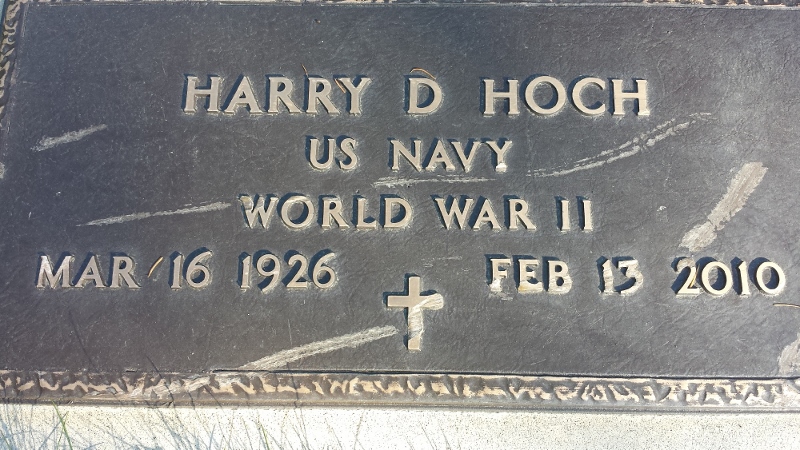 HARRY D HOCH
US NAVY
WORLD WAR II
MAR 16 1926 FEB 13 2010